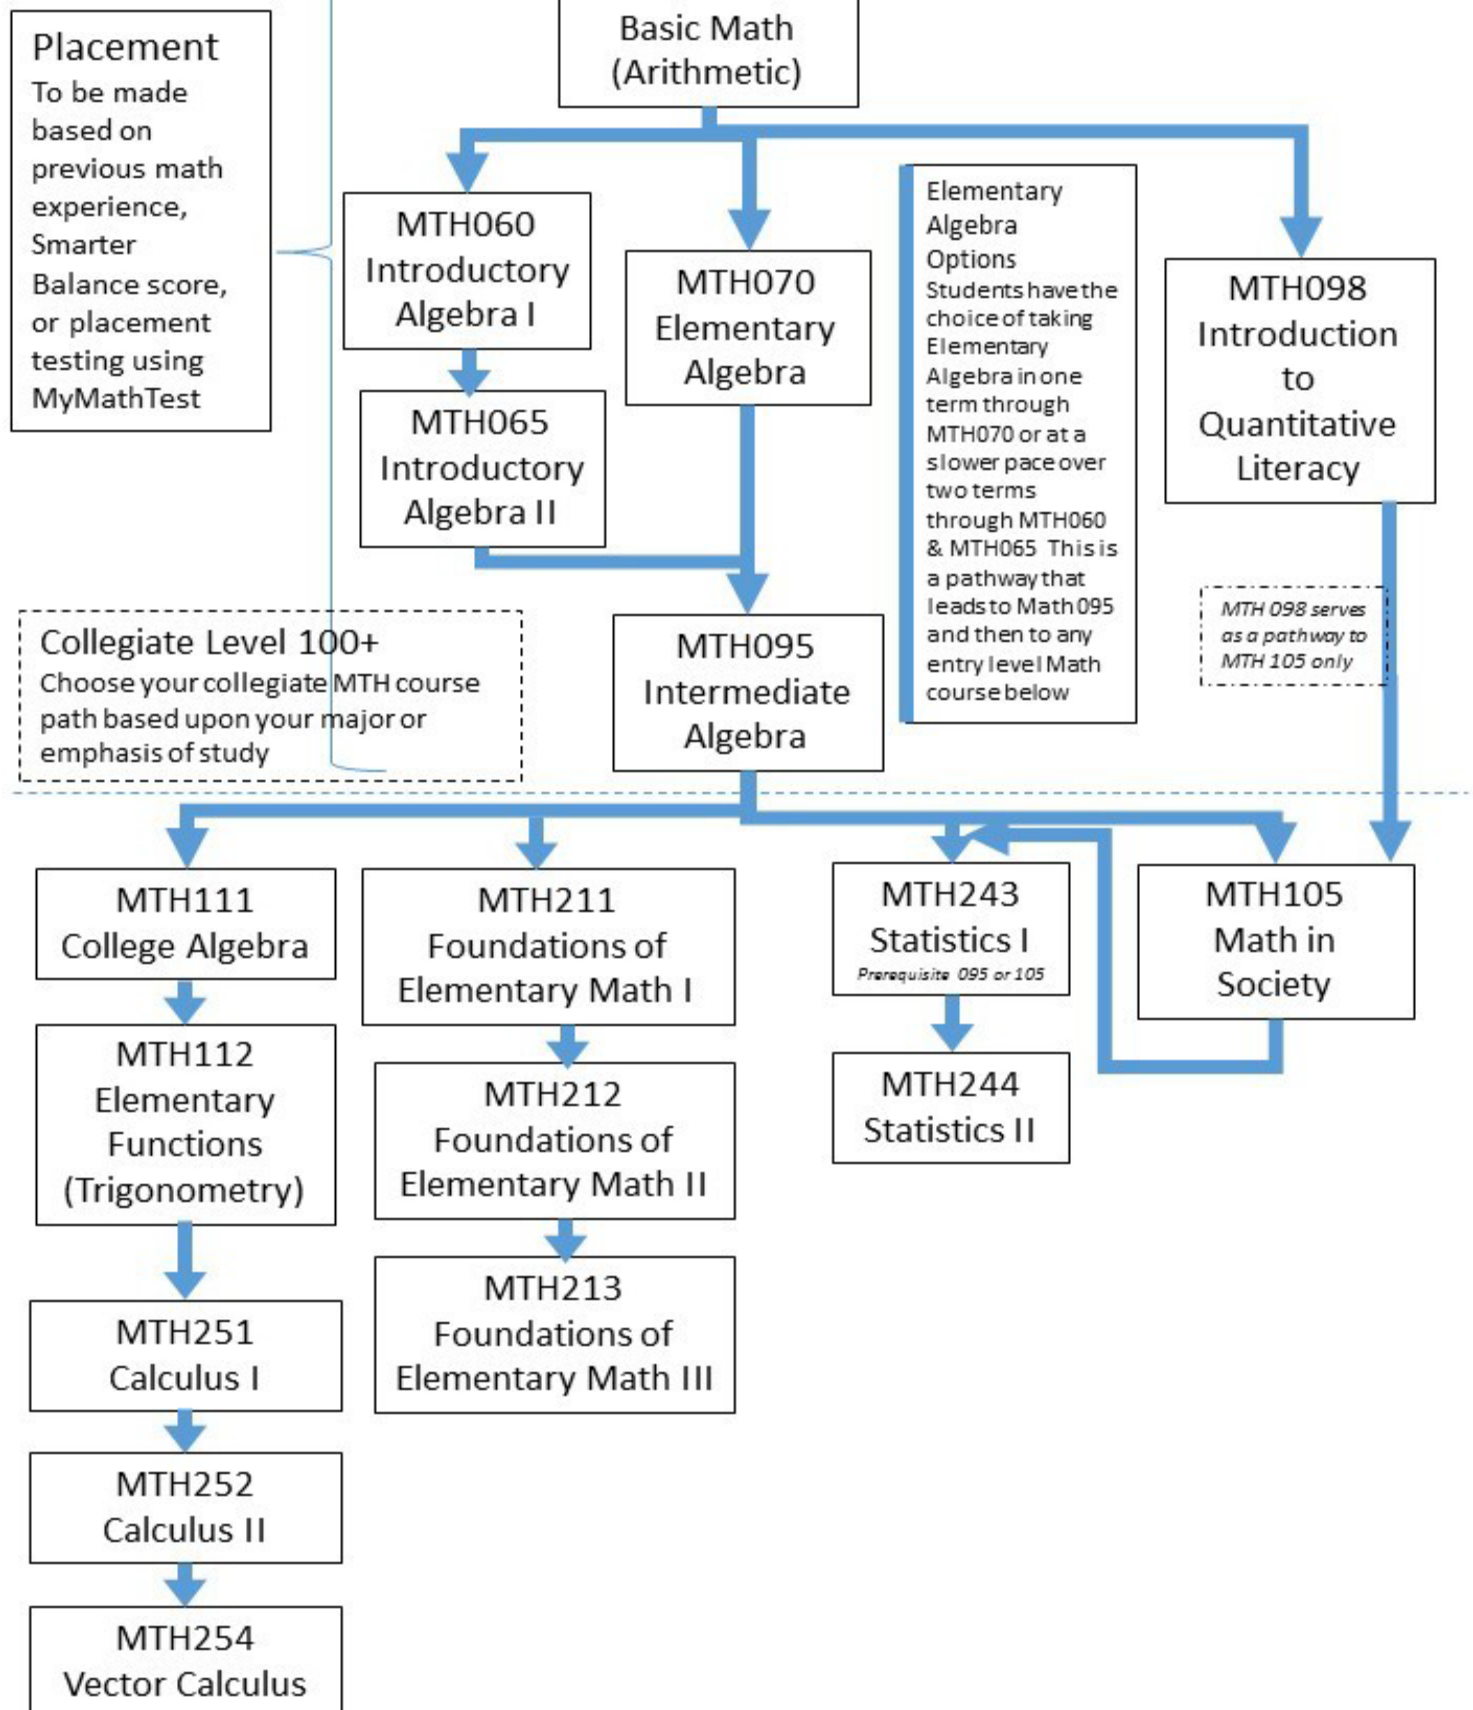 Placement
To be made
based on
previous math
experience,
Smarter
Balance score,
or placement
testing using
MyMathTest
Basic Math
(Arithmetic)
MTH060
Introductory
Algebra I
MTH070
Elementary
Algebra
Elementary
Algebra
Options
Students have the
choice of taking
Elementary
Algebra in one
term through
MTH070 or at a
slower pace over
two terms
through MTH060
& MTH065 This is
a pathway that
leads to Math 095
and then to any
entry level Math
course below
MTH098
Introduction
to
Quantitative
Literacy
MTH065
Introductory
Algebra II
MTH 098 serves
as a pathway to
MTH 105 only
Collegiate Level 100+
Choose your collegiate MTH course
path based upon your major or
emphasis of study
MTH095
Intermediate
Algebra
MTH111
College Algebra
MTH211
Foundations of
Elementary Math I
MTH243
Statistics I
Prerequisite 095 or 105
MTH105
Math in
Society
MTH112
Elementary
Functions
(Trigonometry)
MTH212
Foundations of
Elementary Math II
MTH244
Statistics II
MTH213
Foundations of
Elementary Math III
MTH251
Calculus I
MTH252
Calculus II
MTH254
Vector Calculus